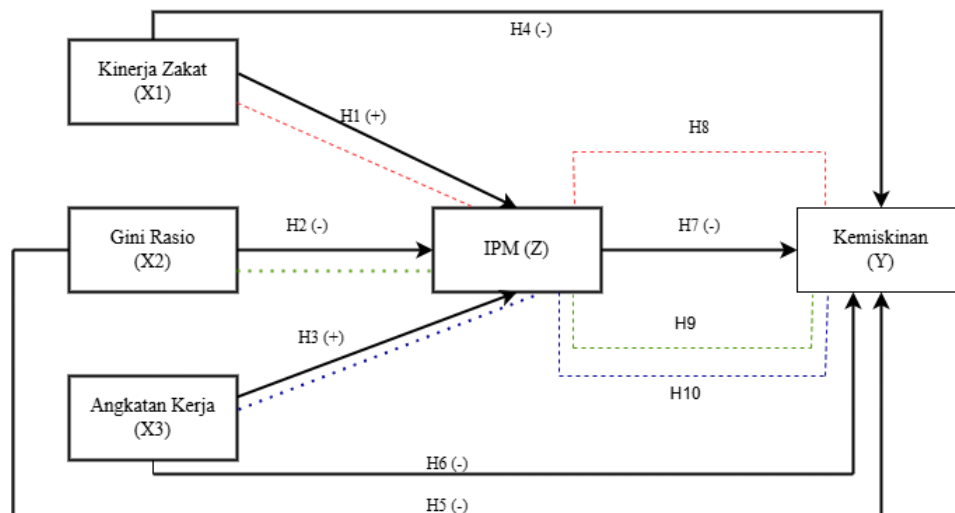 H4 (-)
Kinerja Zakat
(X1)
H1 (+)
H8
Gini Rasio
(X2)
H2 (-)
IPM (Z)
H7 (-)
Kemiskinan
(Y)
H3 (+)
H9
H10
Angkatan Kerja
(X3)
H6 (-)
H5 (-)